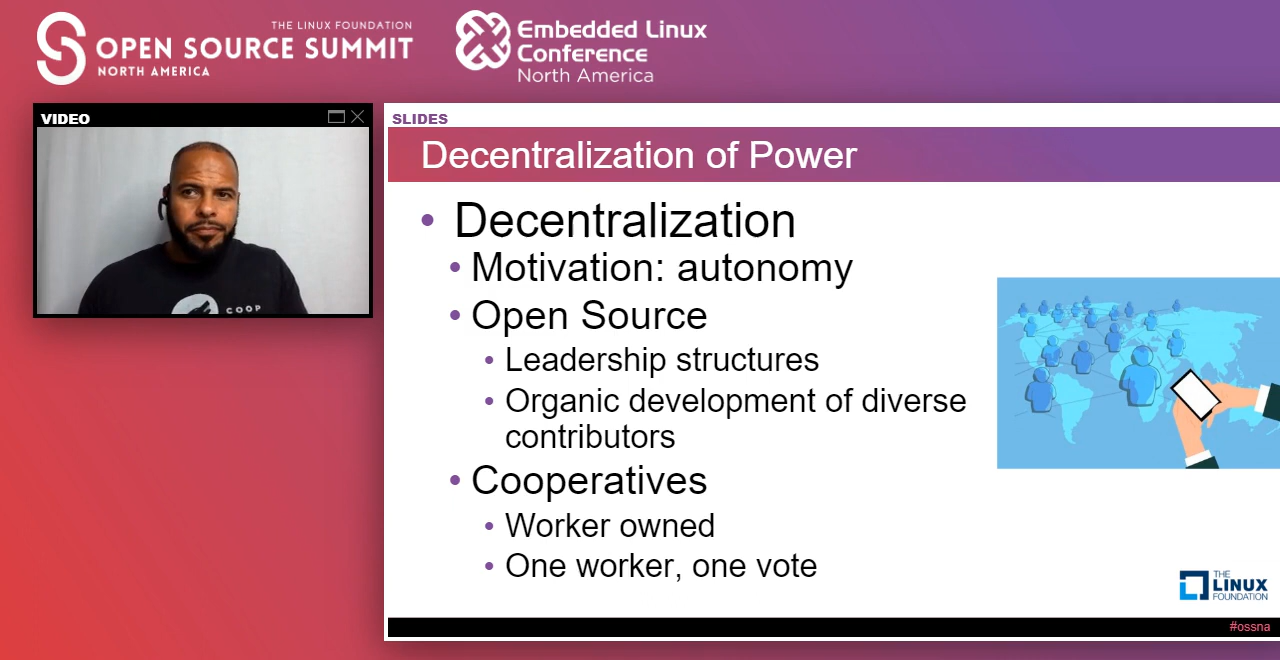 THE LINUX FOUNDATION
OPEN SOURCE SUMMIT
NORTH AMERICA
Embedded Linux
Conference
North America
VIDEO
COOP
SLIDES
Decentralization of Power
• Decentralization
• Motivation: autonomy
• Open Source
• Leadership structures
• Organic development of diverse
contributors
• Cooperatives
• Worker owned
• One worker, one vote
THE
LINUX
FOUNDATION
#ossna